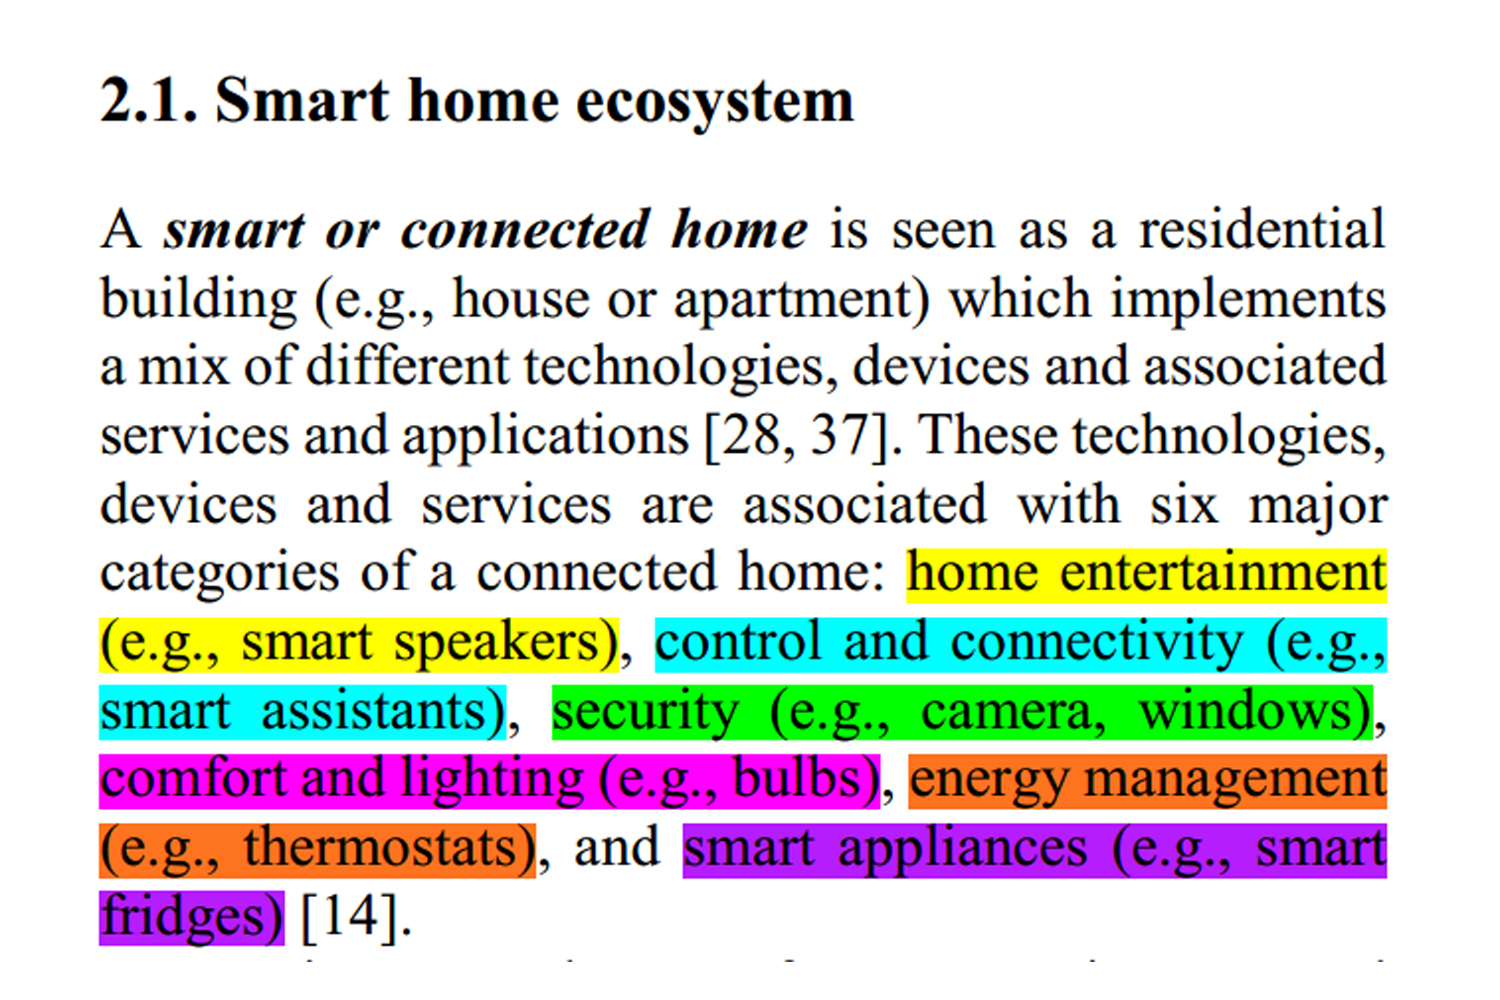 2.1. Smart home ecosystem
A smart or connected home is seen as a residential
building (e.g., house or apartment) which implements
a mix of different technologies, devices and associated
services and applications [28, 37]. These technologies,
devices and services are associated with six major
categories of a connected home: home entertainment
(e.g., smart speakers), control and connectivity (e.g.,
smart assistants), security (e.g., camera, windows),
comfort and lighting (e.g., bulbs), energy management
(e.g., thermostats), and smart appliances (e.g., smart
fridges) [14].